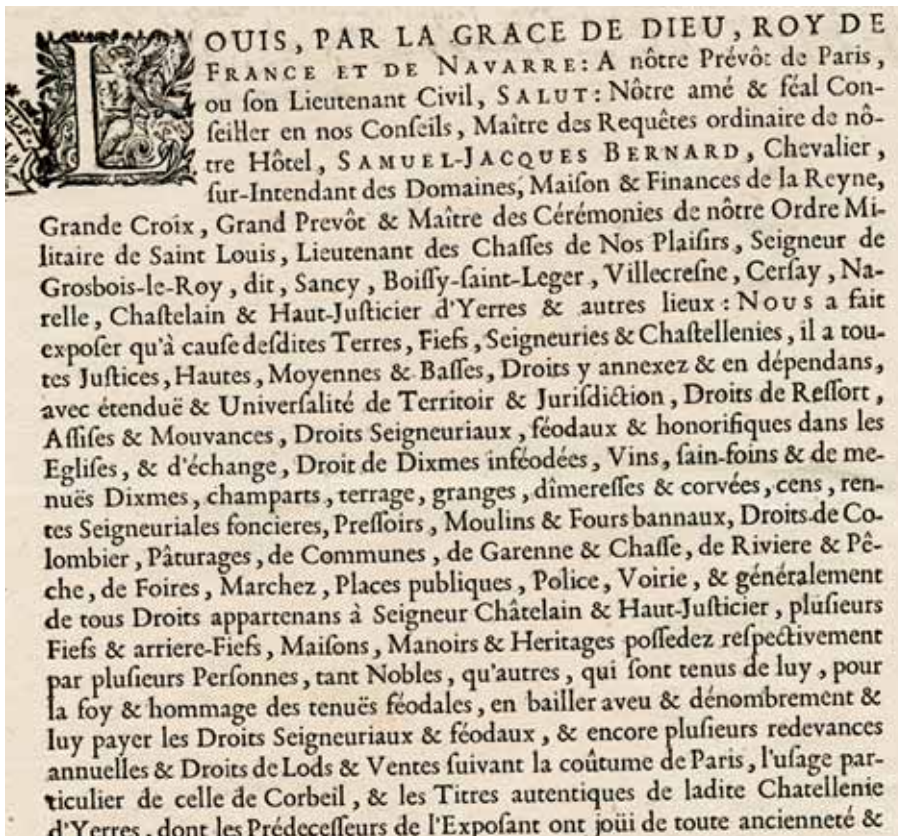 LOUIS, PAR LA GRACE DE DIEU, ROY DE
FRANCE ET DE NAVARRE: A nôtre Prévôt de Paris,
ou ſon Lieutenant Civil, SALUT: Nôtre amé & féal Con-
ſeiller en nos Conſeils, Maître des Requêtes ordinaire de nô-
tre Hôtel, SAMUEL-JACQUES BERNARD, Chevalier,
ſur-Intendant des Domaines, Maiſon & Finances de la Reyne,
Grande Croix, Grand Prevôt & Maître des Cérémonies de nôtre Ordre Mi-
litaire de Saint Louis, Lieutenant des Chaſſes de Nos Plaiſirs, Seigneur de
Grosbois-le-Roy, dit, Sancy, Boiſſy-ſaint-Leger, Villecreſne, Cerſay, Na-
relle, Chaſtelain & Haut-Juſticier d'Yerres & autres lieux: NOUS a fait
expoſer qu'à cauſe deſdites Terres, Fiefs, Seigneuries & Chaſtellenies, il a tou-
tes Juſtices, Hautes, Moyennes & Baſſes, Droits y annexez & en dépendans,
avec étenduë & Univerſalité de Territoir & Juriſdiction, Droits de Reſſort,
Aſſiſes & Mouvances, Droits Seigneuriaux, féodaux & honorifiques dans les
Egliſes, & d'échange, Droit de Dixmes inféodées, Vins, ſain-foins & de me-
nuës Dixmes, champarts, terrage, granges, dîmereſſes & corvées, cens, ren-
tes Seigneuriales foncieres, Preſſoirs, Moulins & Fours bannaux, Droits de Co-
lombier, Pâturages, de Communes, de Garenne & Chaſſe, de Riviere & Pê-
che, de Foires, Marchez, Places publiques, Police, Voirie, & généralement
de tous Droits appartenans à Seigneur Châtelain & Haut-Juſticier, pluſieurs
Fiefs & arriere-Fiefs, Maiſons, Manoirs & Heritages poſſedez reſpectivement
par pluſieurs Perſonnes, tant Nobles, qu'autres, qui ſont tenus de luy, pour
la foy & hommage des tenuës féodales, en bailler aveu & dénombrement &
luy payer les Droits Seigneuriaux & féodaux, & encore pluſieurs redevances
annuelles & Droits de Lods & Ventes ſuivant la coûtume de Paris, l'uſage par-
ticulier de celle de Corbeil, & les Titres autentiques de ladite Chatellenie
d'Yerres, dont les Prédeceſſeurs de l'Expoſant ont joüi de toute ancienneté &